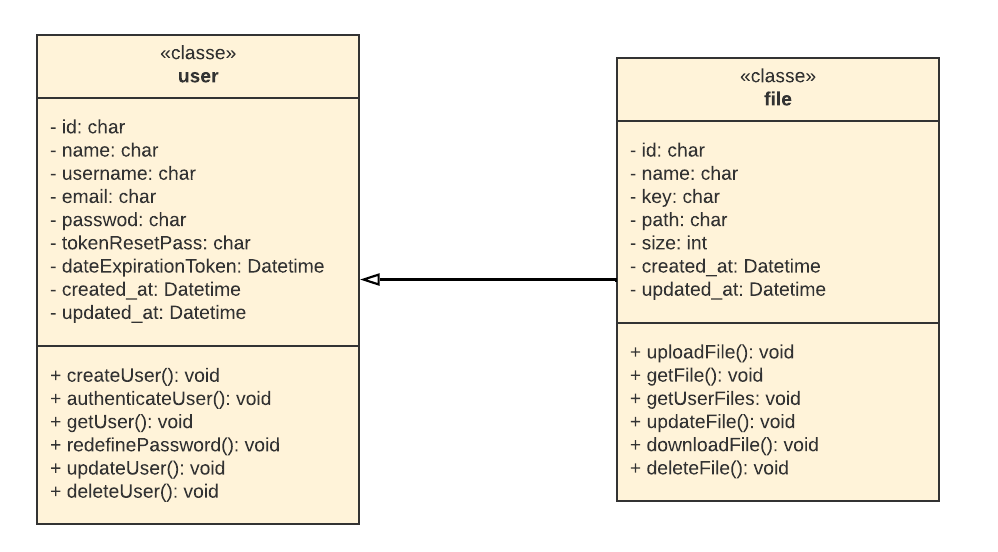 «classe»
user
- id: char
- name: char
- username: char
- email: char
- passwod: char
- tokenResetPass: char
- dateExpirationToken: Datetime
- created_at: Datetime
- updated_at: Datetime
+ createUser(): void
+ authenticateUser(): void
+ getUser(): void
+ redefinePassword(): void
+ updateUser(): void
+ deleteUser(): void
«classe»
file
- id: char
- name: char
- key: char
- path: char
- size: int
- created_at: Datetime
- updated_at: Datetime
+ uploadFile(): void
+ getFile(): void
+ getUserFiles: void
+ updateFile(): void
+ downloadFile(): void
+ deleteFile(): void